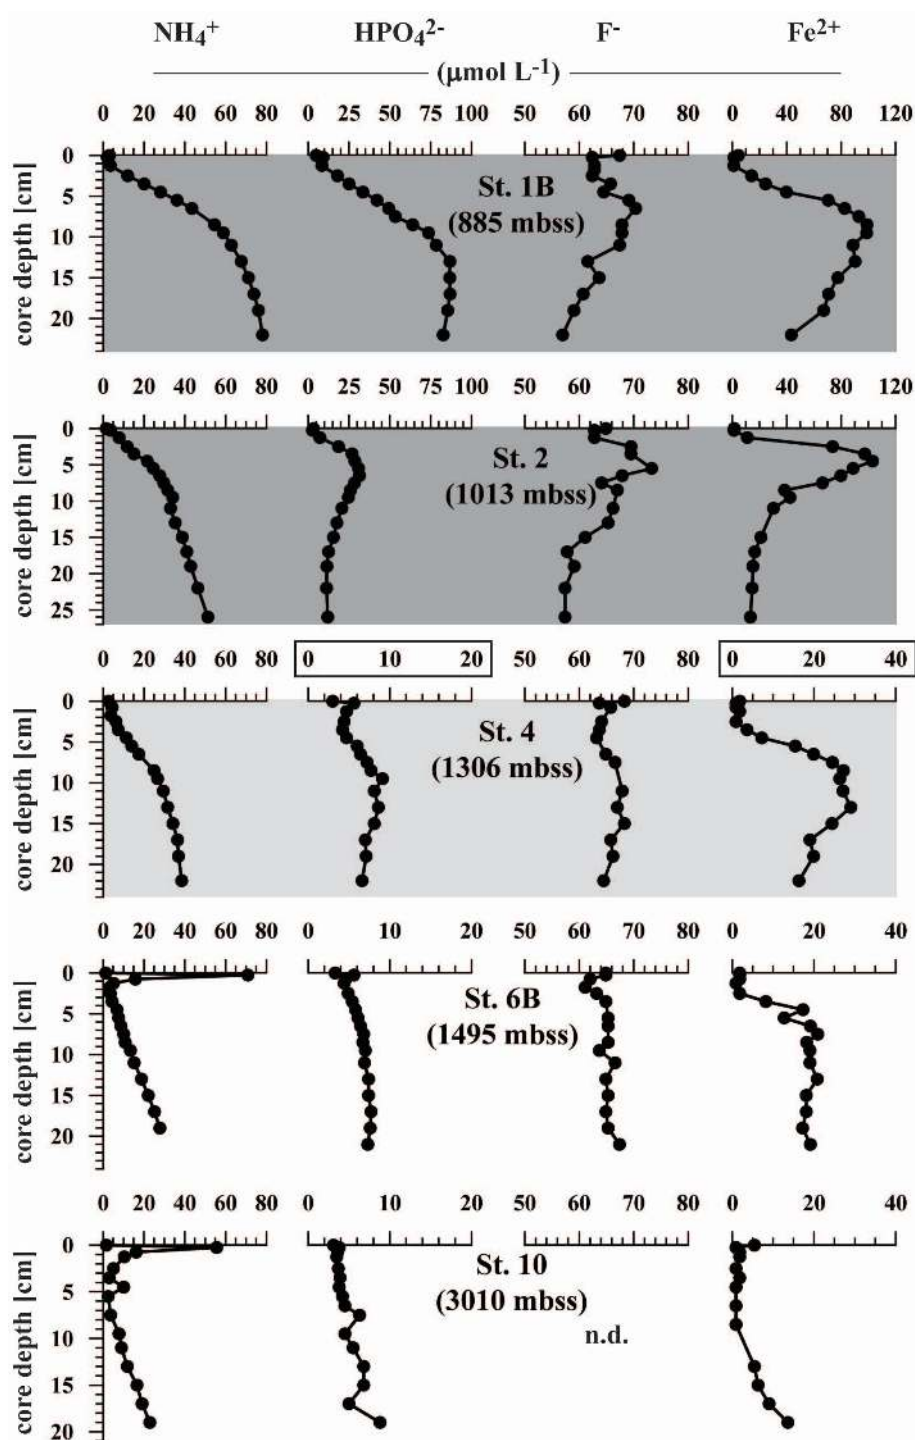 NH4+ HPO42- F- Fe2+
(μmol L-1)
0 20 40 60 80 0 25 50 75 100 50 60 70 80 0 40 80 120
core depth [cm]
0
5
10
15
20
St. 1B
(885 mbss)
0 20 40 60 80 0 25 50 75 100 50 60 70 80 0 40 80 120
core depth [cm]
0
5
10
15
20
25
St. 2
(1013 mbss)
0 20 40 60 80 0 10 20 50 60 70 80 0 20 40
core depth [cm]
0
5
10
15
20
St. 4
(1306 mbss)
0 20 40 60 80 0 10 20 50 60 70 80 0 20 40
core depth [cm]
0
5
10
15
20
St. 6B
(1495 mbss)
0 20 40 60 80 0 10 20 50 60 70 80 0 20 40
core depth [cm]
0
5
10
15
20
St. 10
(3010 mbss)
n.d.